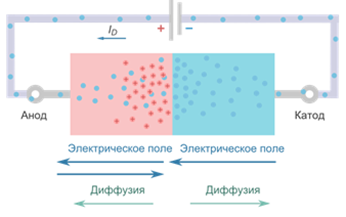 I_D
+ −
Анод
Катод
Электрическое поле Электрическое поле
Диффузия Диффузия